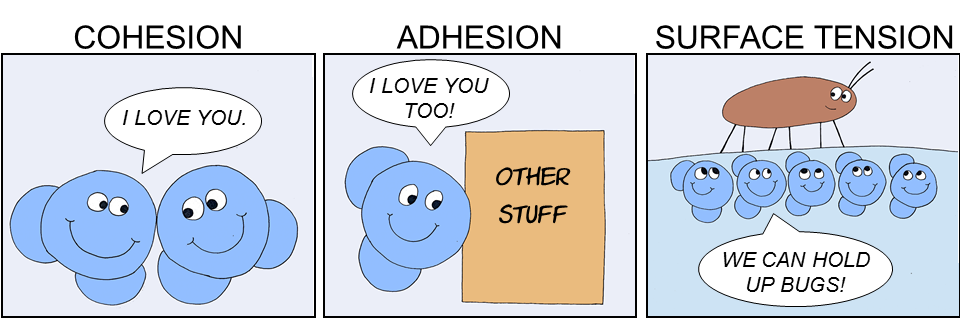 COHESION
I LOVE YOU.
ADHESION
I LOVE YOU
TOO!
OTHER
STUFF
SURFACE TENSION
WE CAN HOLD
UP BUGS!